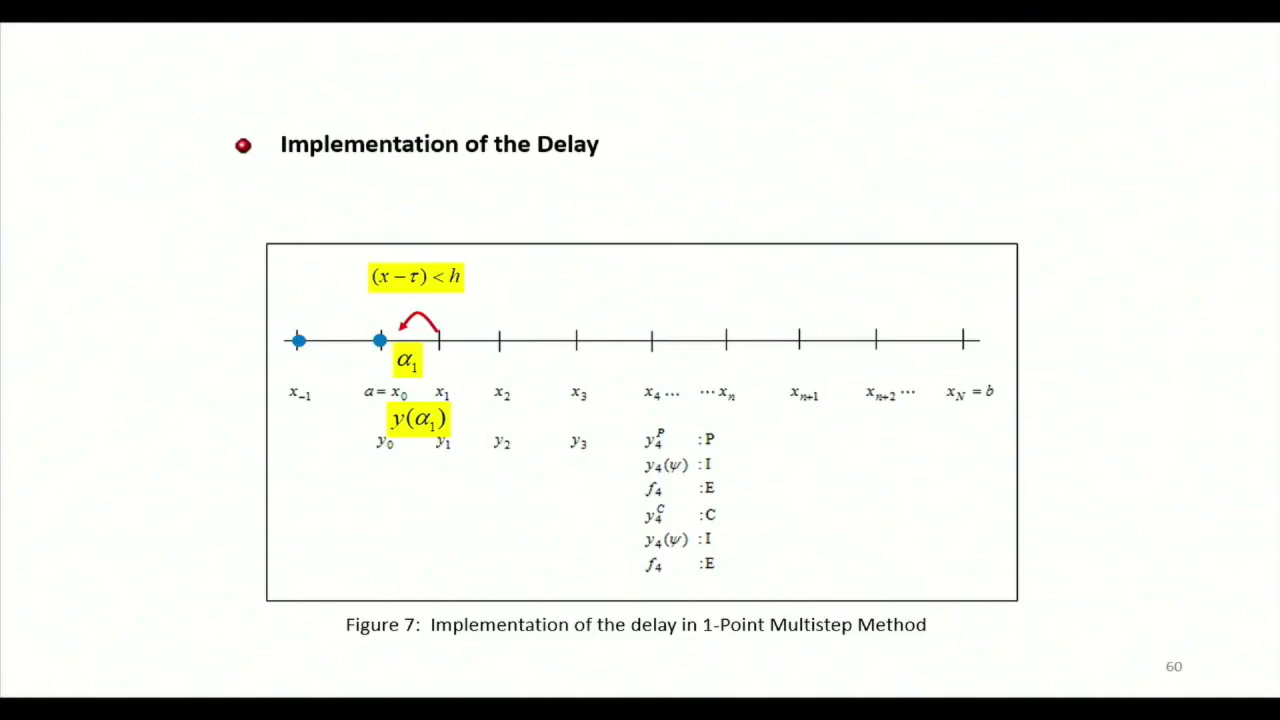 Implementation of the Delay
(x − τ) < h
α₁
x₋₁ a = x₀ x₁ x₂ x₃ x₄ ⋯ ⋯ xₙ xₙ₊₁ xₙ₊₂ ⋯ x_N = b
y(α₁)
y₀ y₁ y₂ y₃ y₄ᴾ : P
y₄(ψ) : I
f₄ : E
y₄ᶜ : C
y₄(ψ) : I
f₄ : E
Figure 7: Implementation of the delay in 1-Point Multistep Method
60